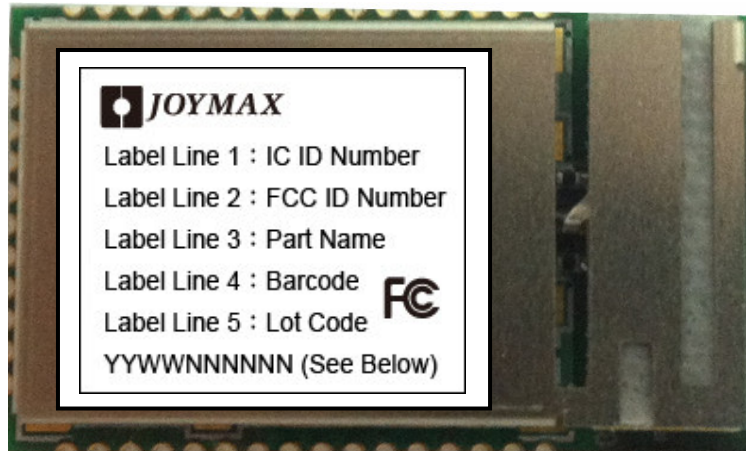 JOYMAX
Label Line 1 : IC ID Number
Label Line 2 : FCC ID Number
Label Line 3 : Part Name
Label Line 4 : Barcode
FC
Label Line 5 : Lot Code
YYWWNNNNNN (See Below)